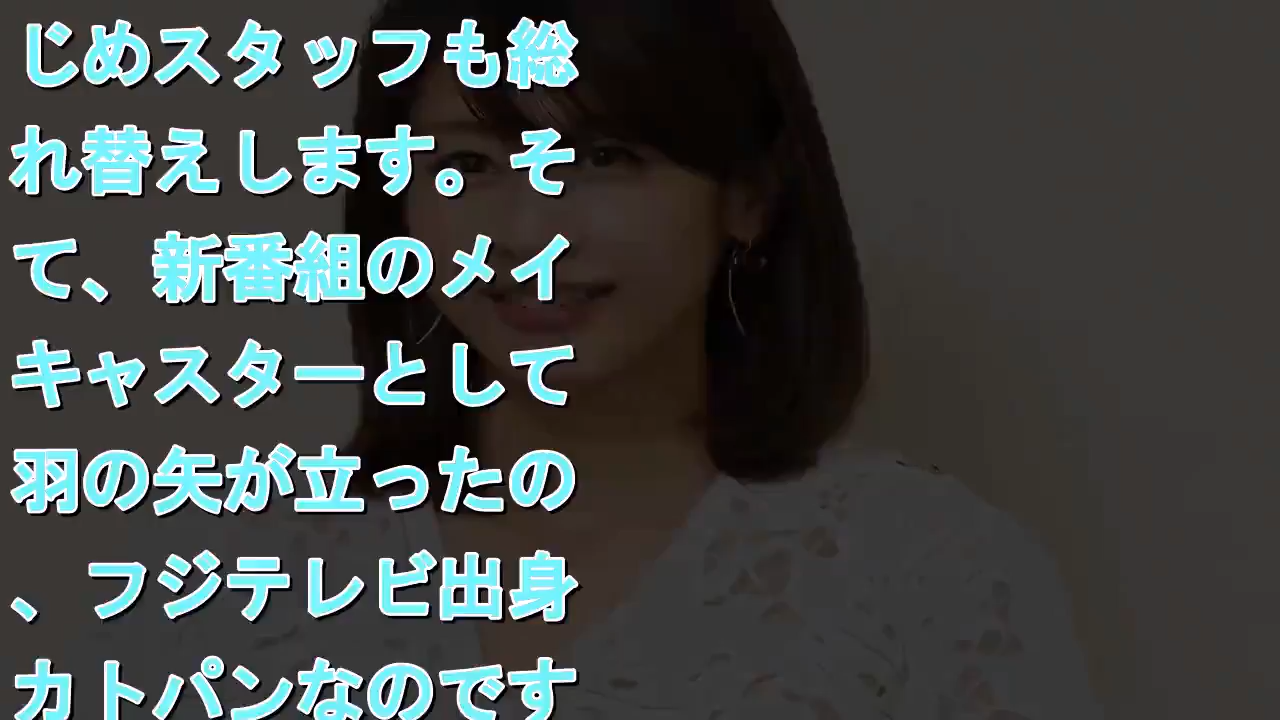 じめスタッフも総
れ替えします。そ
て、新番組のメイ
キャスターとして
羽の矢が立ったの
、フジテレビ出身
カトパンなのです